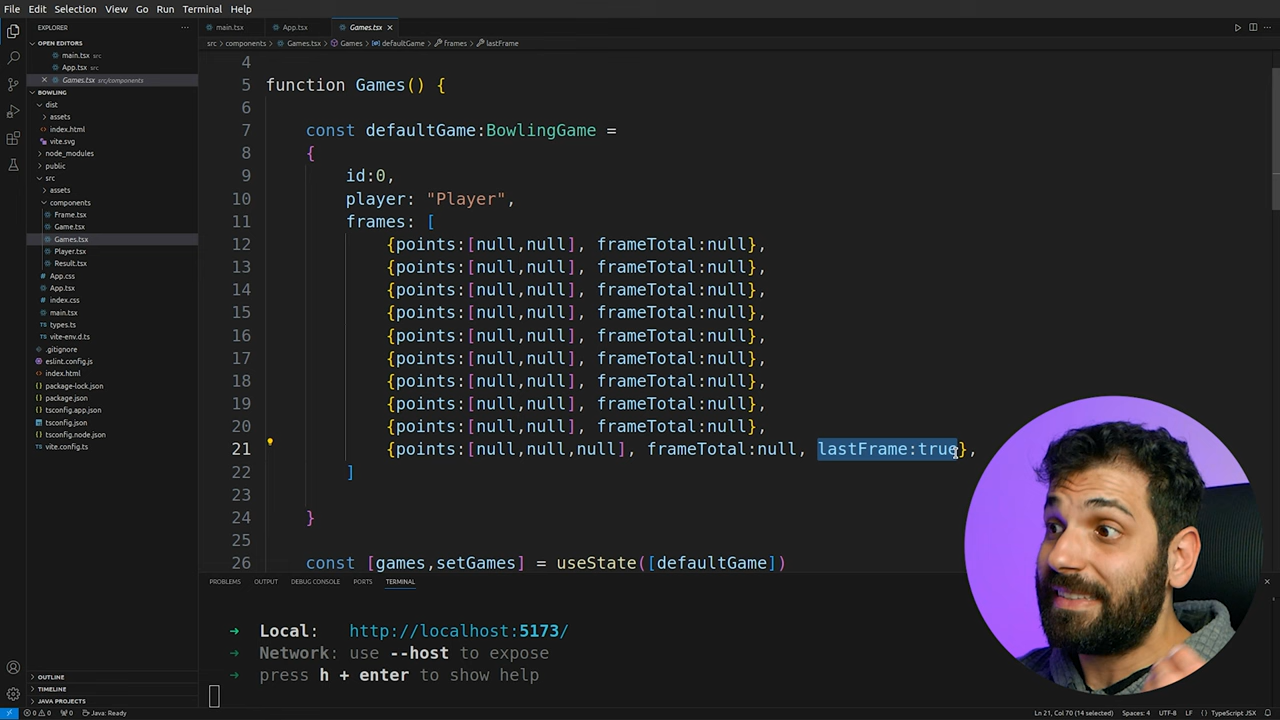 File Edit Selection View Go Run Terminal Help
EXPLORER
OPEN EDITORS
main.tsx src
App.tsx src
Games.tsx src/components
BOWLING
dist
assets
index.html
vite.svg
node_modules
public
src
assets
components
Frame.tsx
Game.tsx
Games.tsx
Player.tsx
Result.tsx
App.css
App.tsx
index.css
main.tsx
types.ts
vite-env.d.ts
.gitignore
eslint.config.js
index.html
package-lock.json
package.json
tsconfig.app.json
tsconfig.json
tsconfig.node.json
vite.config.ts
OUTLINE
TIMELINE
JAVA PROJECTS
main.tsx App.tsx Games.tsx
src > components > Games.tsx > Games > defaultGame > frames > lastFrame
4
5 function Games() {
6
7 const defaultGame:BowlingGame =
8 {
9 id:0,
10 player: "Player",
11 frames: [
12 {points:[null,null], frameTotal:null},
13 {points:[null,null], frameTotal:null},
14 {points:[null,null], frameTotal:null},
15 {points:[null,null], frameTotal:null},
16 {points:[null,null], frameTotal:null},
17 {points:[null,null], frameTotal:null},
18 {points:[null,null], frameTotal:null},
19 {points:[null,null], frameTotal:null},
20 {points:[null,null], frameTotal:null},
21 {points:[null,null,null], frameTotal:null, lastFrame:true},
22 ]
23
24 }
25
26 const [games,setGames] = useState([defaultGame])
PROBLEMS OUTPUT DEBUG CONSOLE PORTS TERMINAL
➜ Local: http://localhost:5173/
➜ Network: use --host to expose
➜ press h + enter to show help
0 0 0 Java: Ready
Ln 21, Col 70 (14 selected) Spaces: 4 UTF-8 LF TypeScript JSX